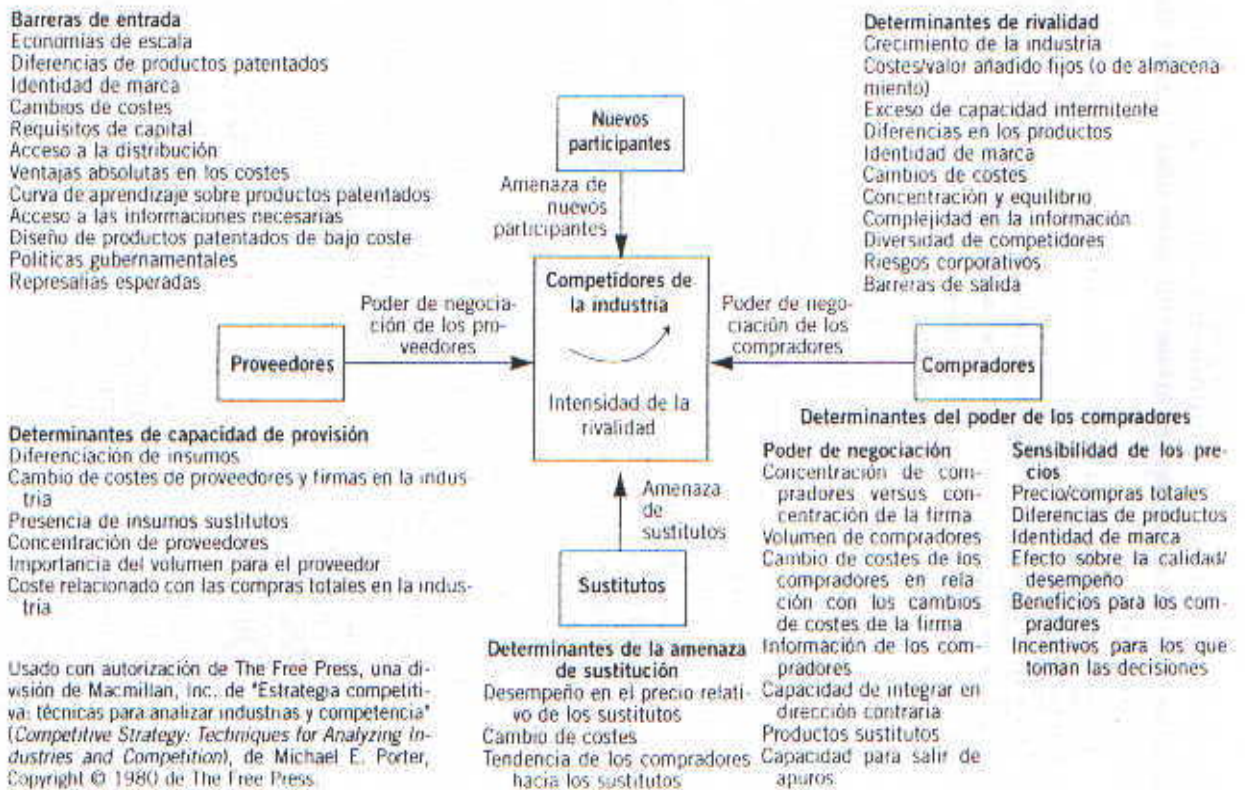 Barreras de entrada
Economías de escala
Diferencias de productos patentados
Identidad de marca
Cambios de costes
Requisitos de capital
Acceso a la distribución
Ventajas absolutas en los costes
Curva de aprendizaje sobre productos patentados
Acceso a las informaciones necesarias
Diseño de productos patentados de bajo coste
Políticas gubernamentales
Represalias esperadas
Determinantes de rivalidad
Crecimiento de la industria
Costes/valor añadido fijos (o de almacena-
miento)
Exceso de capacidad intermitente
Diferencias en los productos
Identidad de marca
Cambios de costes
Concentración y equilibrio
Complejidad en la información
Diversidad de competidores
Riesgos corporativos
Barreras de salida
Nuevos
participantes
Amenaza de
nuevos
participantes
Competidores de
la industria
Intensidad de la
rivalidad
Poder de negocia-
ción de los pro-
veedores
Proveedores
Poder de nego-
ciación de los
compradores
Compradores
Amenaza
de
sustitutos
Sustitutos
Determinantes de capacidad de provisión
Diferenciación de insumos
Cambio de costes de proveedores y firmas en la indus
tria
Presencia de insumos sustitutos
Concentración de proveedores
Importancia del volumen para el proveedor
Coste relacionado con las compras totales en la indus-
tria
Determinantes del poder de los compradores
Poder de negociación
Concentración de com-
pradores versus con-
centración de la firma
Volumen de compradores
Cambio de costes de los
compradores en rela
ción con los cambios
de costes de la firma
Información de los com-
pradores
Capacidad de integrar en
dirección contraria
Productos sustitutos
Capacidad para salir de
apuros
Sensibilidad de los pre-
cios
Precio/compras totales
Diferencias de productos
Identidad de marca
Efecto sobre la calidad/
desempeño
Beneficios para los com-
pradores
Incentivos para los que
toman las decisiones
Determinantes de la amenaza
de sustitución
Desempeño en el precio relati-
vo de los sustitutos
Cambio de costes
Tendencia de los compradores
hacia los sustitutos
Usado con autorización de The Free Press, una di-
visión de Macmillan, Inc. de "Estrategia competiti-
va: técnicas para analizar industrias y competencia"
(Competitive Strategy: Techniques for Analyzing In-
dustries and Competition), de Michael E. Porter,
Copyright © 1980 de The Free Press.